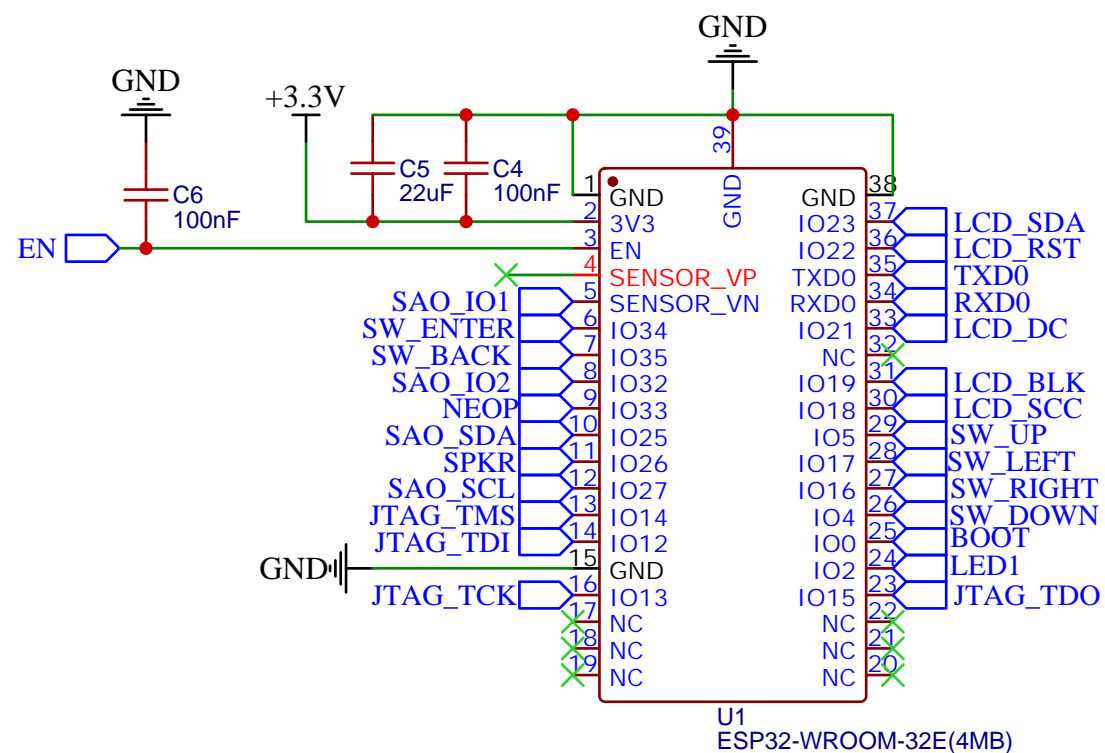 GND
GND
+3.3V
39
C5
22uF
C4
100nF
C6
100nF
GND
1
GND
38
GND
2
3V3
37
IO23
LCD_SDA
EN
3
EN
36
IO22
LCD_RST
4
SENSOR_VP
35
TXD0
TXD0
SAO_IO1
5
SENSOR_VN
34
RXD0
RXD0
SW_ENTER
6
IO34
33
IO21
LCD_DC
SW_BACK
7
IO35
32
NC
SAO_IO2
8
IO32
31
IO19
LCD_BLK
NEOP
9
IO33
30
IO18
LCD_SCC
SAO_SDA
10
IO25
29
IO5
SW_UP
SPKR
11
IO26
28
IO17
SW_LEFT
SAO_SCL
12
IO27
27
IO16
SW_RIGHT
JTAG_TMS
13
IO14
26
IO4
SW_DOWN
JTAG_TDI
14
IO12
25
IO0
BOOT
GND
15
GND
24
IO2
LED1
JTAG_TCK
16
IO13
23
IO15
JTAG_TDO
17
NC
22
NC
18
NC
21
NC
19
NC
20
NC
U1
ESP32-WROOM-32E(4MB)